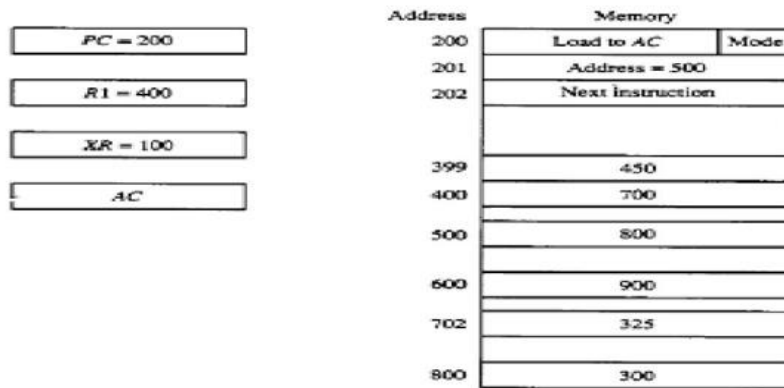 Address Memory
PC = 200
200 Load to AC Mode
201 Address = 500
R1 = 400
202 Next instruction
XR = 100
399 450
AC
400 700
500 800
600 900
702 325
800 300